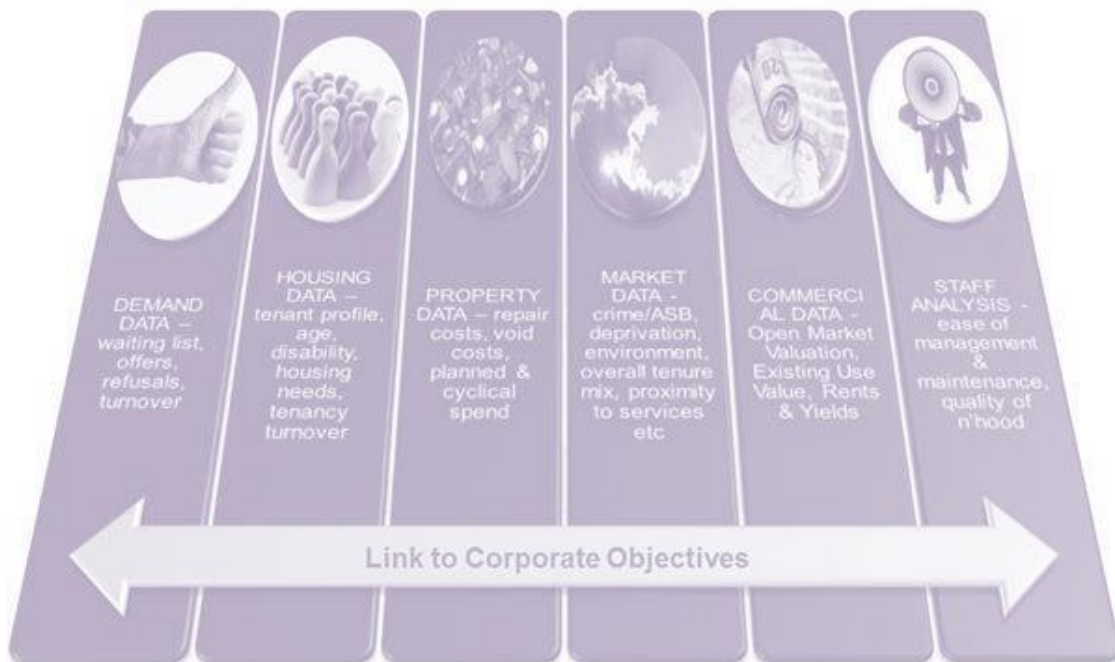 DEMAND
DATA –
waiting list,
offers,
refusals,
turnover
HOUSING
DATA –
tenant profile,
age,
disability,
housing
needs,
tenancy
turnover
PROPERTY
DATA – repair
costs, void
costs,
planned &
cyclical
spend
MARKET
DATA -
crime/ASB,
deprivation,
environment,
overall tenure
mix, proximity
to services
etc
COMMERCI
AL DATA -
Open Market
Valuation,
Existing Use
Value, Rents
& Yields
STAFF
ANALYSIS -
ease of
management
&
maintenance,
quality of
n'hood
Link to Corporate Objectives
20